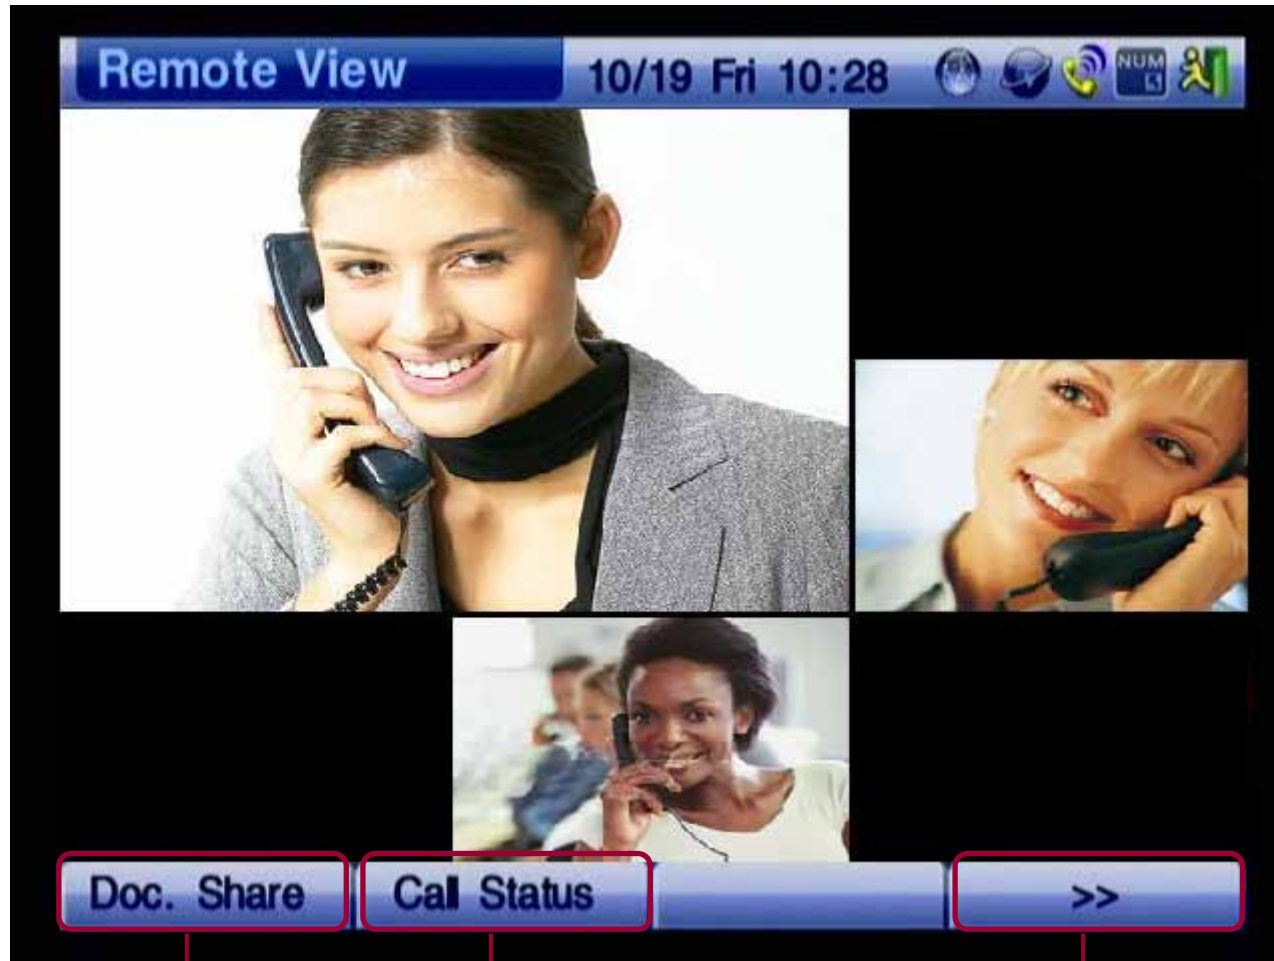 Remote View
10/19 Fri 10:28
NUM
Doc. Share
Call Status
>>